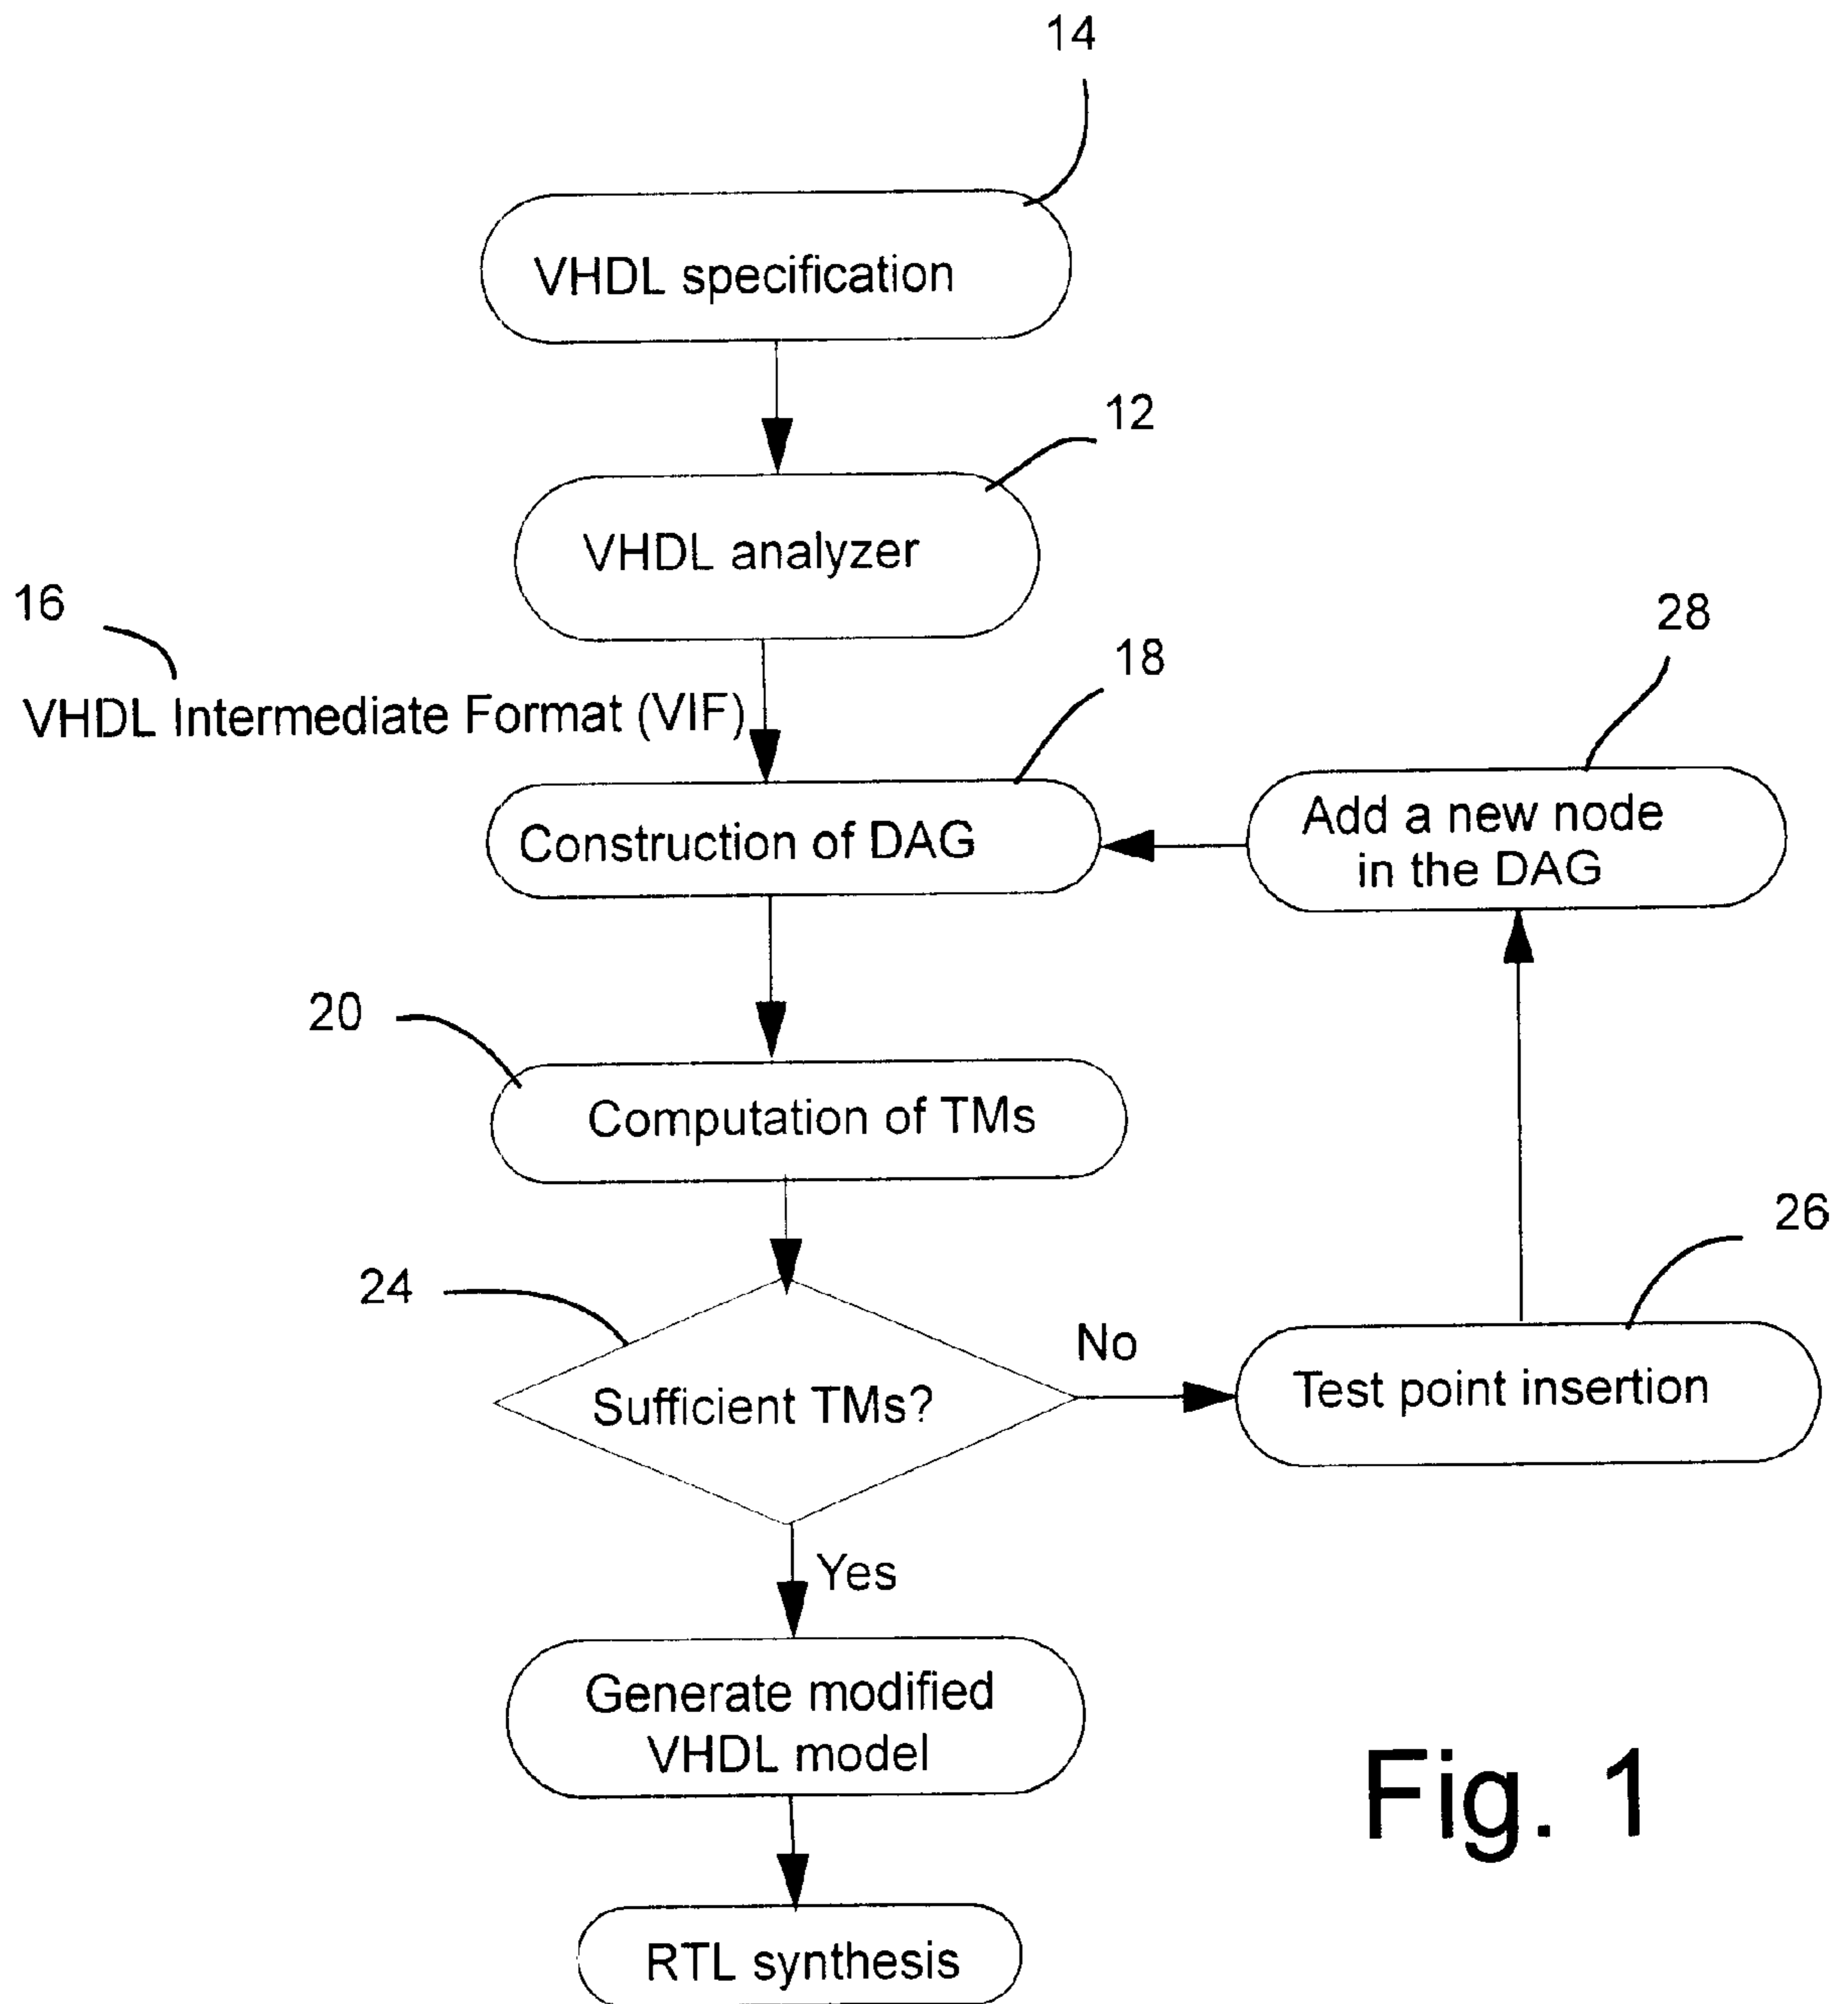 14
VHDL specification
12
VHDL analyzer
16
VHDL Intermediate Format (VIF)
18
28
Construction of DAG
Add a new node
in the DAG
20
Computation of TMs
26
24
Sufficient TMs?
No
Test point insertion
Yes
Generate modified
VHDL model
Fig. 1
RTL synthesis